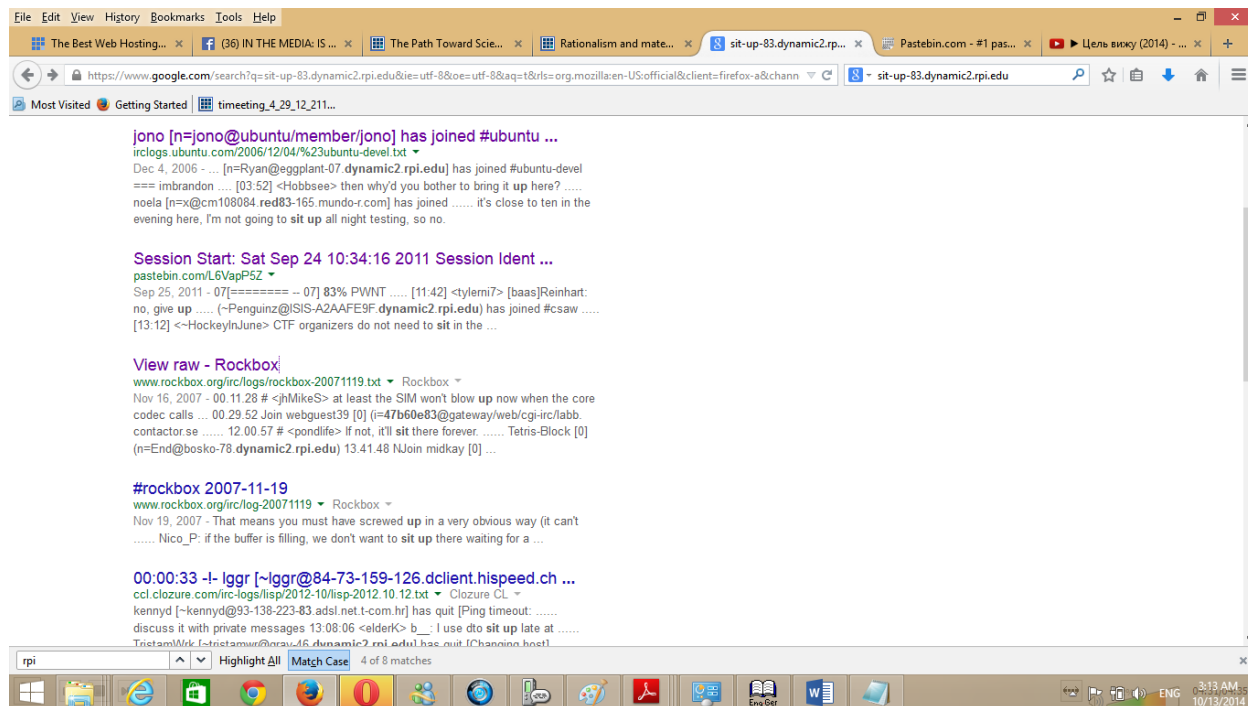 File Edit View History Bookmarks Tools Help
The Best Web Hosting... × (36) IN THE MEDIA: IS ... × The Path Toward Scie... × Rationalism and mate... × sit-up-83.dynamic2.rp... × Pastebin.com - #1 pas... × ► Цель вижу (2014) - ... × +
https://www.google.com/search?q=sit-up-83.dynamic2.rpi.edu&ie=utf-8&oe=utf-8&aq=t&rls=org.mozilla:en-US:official&client=firefox-a&chann sit-up-83.dynamic2.rpi.edu
Most Visited Getting Started timeeting_4_29_12_211...
jono [n=jono@ubuntu/member/jono] has joined #ubuntu ...
irclogs.ubuntu.com/2006/12/04/%23ubuntu-devel.txt
Dec 4, 2006 - ... [n=Ryan@eggplant-07.dynamic2.rpi.edu] has joined #ubuntu-devel
=== imbrandon .... [03:52] <Hobbsee> then why'd you bother to bring it up here? .....
noela [n=x@cm108084.red83-165.mundo-r.com] has joined ...... it's close to ten in the
evening here, I'm not going to sit up all night testing, so no.
Session Start: Sat Sep 24 10:34:16 2011 Session Ident ...
pastebin.com/L6VapP5Z
Sep 25, 2011 - 07[======== -- 07] 83% PWNT ..... [11:42] <tylerni7> [baas]Reinhart:
no, give up ..... (~Penguinz@ISIS-A2AAFE9F.dynamic2.rpi.edu) has joined #csaw .....
[13:12] <~HockeyInJune> CTF organizers do not need to sit in the ...
View raw - Rockbox
www.rockbox.org/irc/logs/rockbox-20071119.txt Rockbox
Nov 16, 2007 - 00.11.28 # <jhMikeS> at least the SIM won't blow up now when the core
codec calls ... 00.29.52 Join webguest39 [0] (i=47b60e83@gateway/web/cgi-irc/labb.
contactor.se ...... 12.00.57 # <pondlife> If not, it'll sit there forever. ...... Tetris-Block [0]
(n=End@bosko-78.dynamic2.rpi.edu) 13.41.48 NJoin midkay [0] ...
#rockbox 2007-11-19
www.rockbox.org/irc/log-20071119 Rockbox
Nov 19, 2007 - That means you must have screwed up in a very obvious way (it can't
...... Nico_P: if the buffer is filling, we don't want to sit up there waiting for a ...
00:00:33 -!- lggr [~lggr@84-73-159-126.dclient.hispeed.ch ...
ccl.clozure.com/irc-logs/lisp/2012-10/lisp-2012.10.12.txt Clozure CL
kennyd [~kennyd@93-138-223-83.adsl.net.t-com.hr] has quit [Ping timeout: ......
discuss it with private messages 13:08:06 <elderK> b__: I use dto sit up late at ......
TristamWrk [~tristamwr@gray-46.dynamic2.rpi.edu] has quit [Changing host]
rpi Highlight All Match Case 4 of 8 matches
Eng Ger
ENG 3:13 AM
10/13/2014